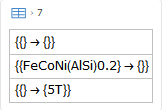 › 7
{{} → {}}
{{FeCoNi(AlSi)0.2} → {}}
{{} → {5T}}